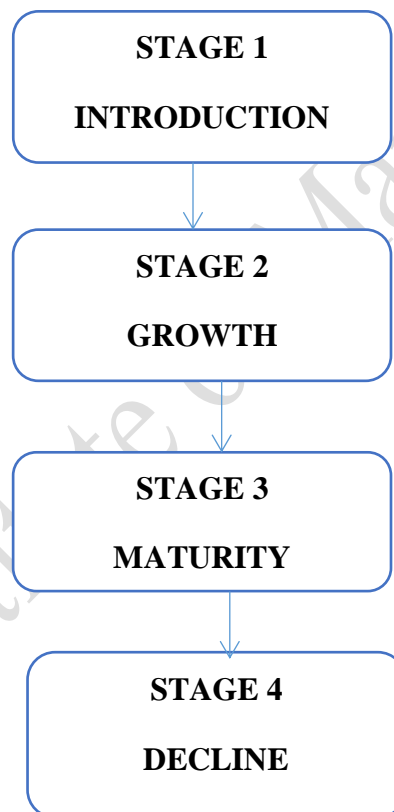 STAGE 1
INTRODUCTION
STAGE 2
GROWTH
STAGE 3
MATURITY
STAGE 4
DECLINE